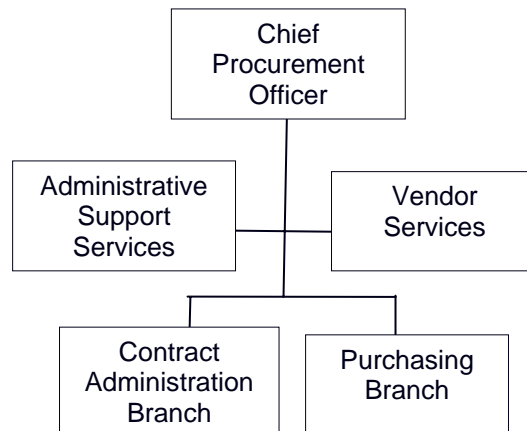 Chief
Procurement
Officer
Administrative
Support
Services
Vendor
Services
Contract
Administration
Branch
Purchasing
Branch